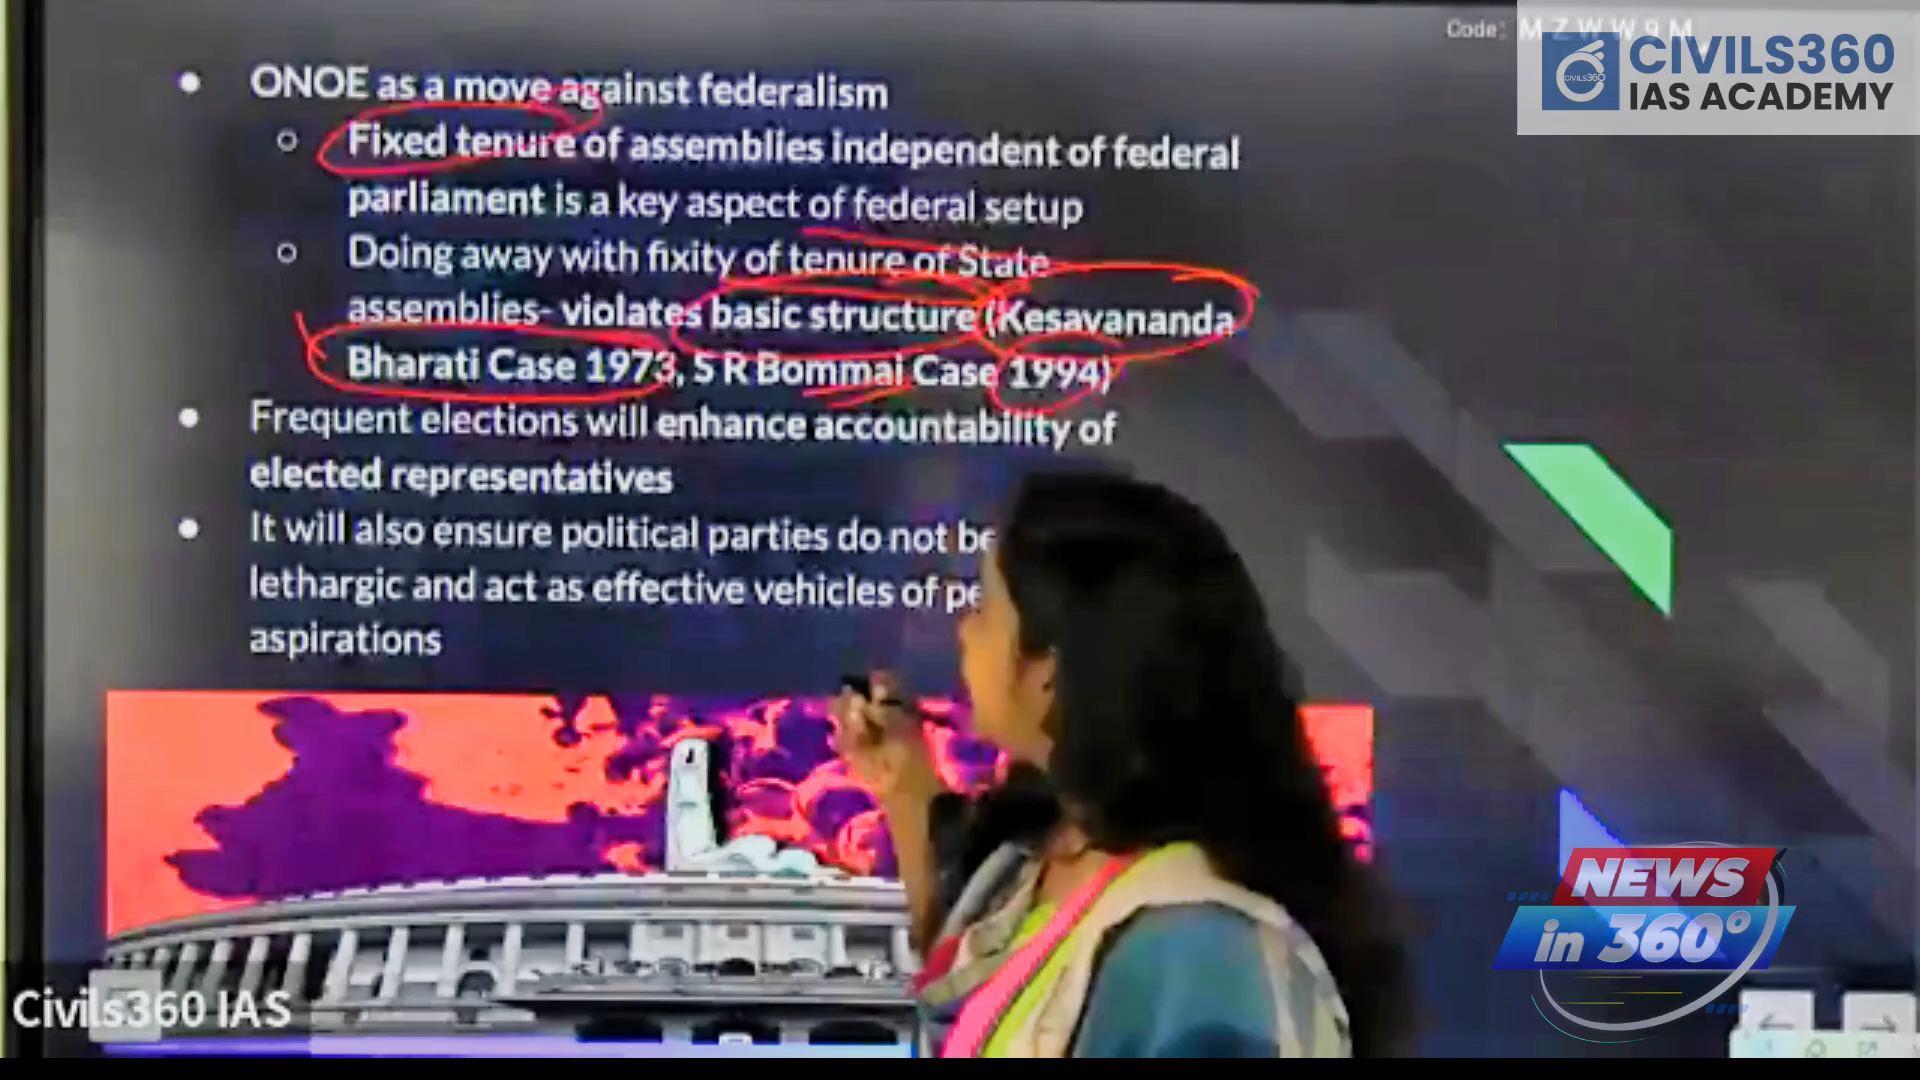 Code: M Z W W 9 M
CIVILS360
IAS ACADEMY
CIVILS360
ONOE as a move against federalism
Fixed tenure of assemblies independent of federal
parliament is a key aspect of federal setup
Doing away with fixity of tenure of State
assemblies- violates basic structure (Kesavananda
Bharati Case 1973, S R Bommai Case 1994)
Frequent elections will enhance accountability of
elected representatives
It will also ensure political parties do not be
lethargic and act as effective vehicles of pe
aspirations
NEWS
in 360°
Civils360 IAS